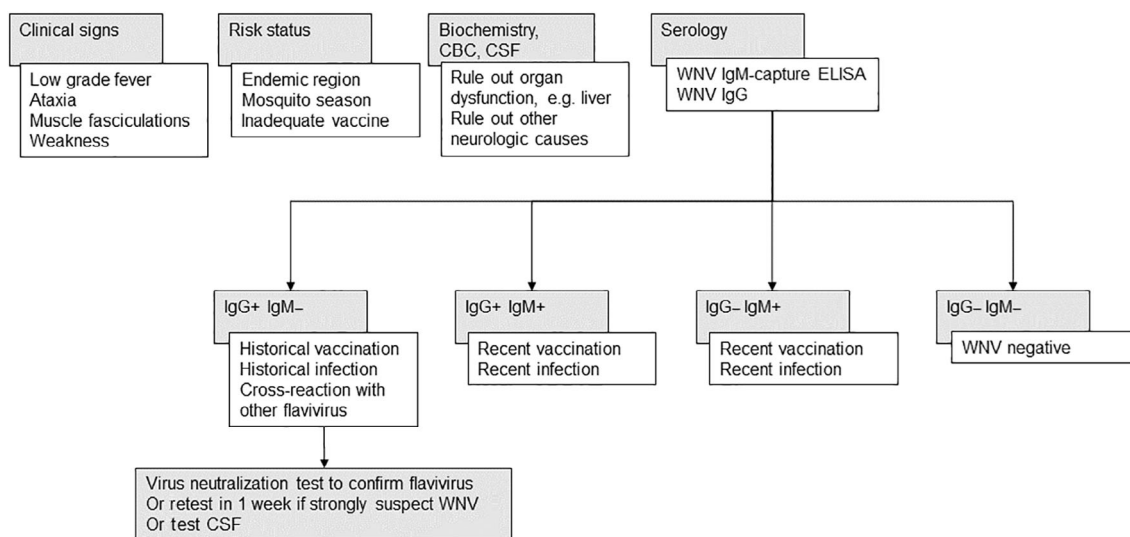 Clinical signs
Low grade fever
Ataxia
Muscle fasciculations
Weakness
Risk status
Endemic region
Mosquito season
Inadequate vaccine
Biochemistry,
CBC, CSF
Rule out organ
dysfunction, e.g. liver
Rule out other
neurologic causes
Serology
WNV IgM-capture ELISA
WNV IgG
IgG+ IgM–
Historical vaccination
Historical infection
Cross-reaction with
other flavivirus
IgG+ IgM+
Recent vaccination
Recent infection
IgG– IgM+
Recent vaccination
Recent infection
IgG– IgM–
WNV negative
Virus neutralization test to confirm flavivirus
Or retest in 1 week if strongly suspect WNV
Or test CSF